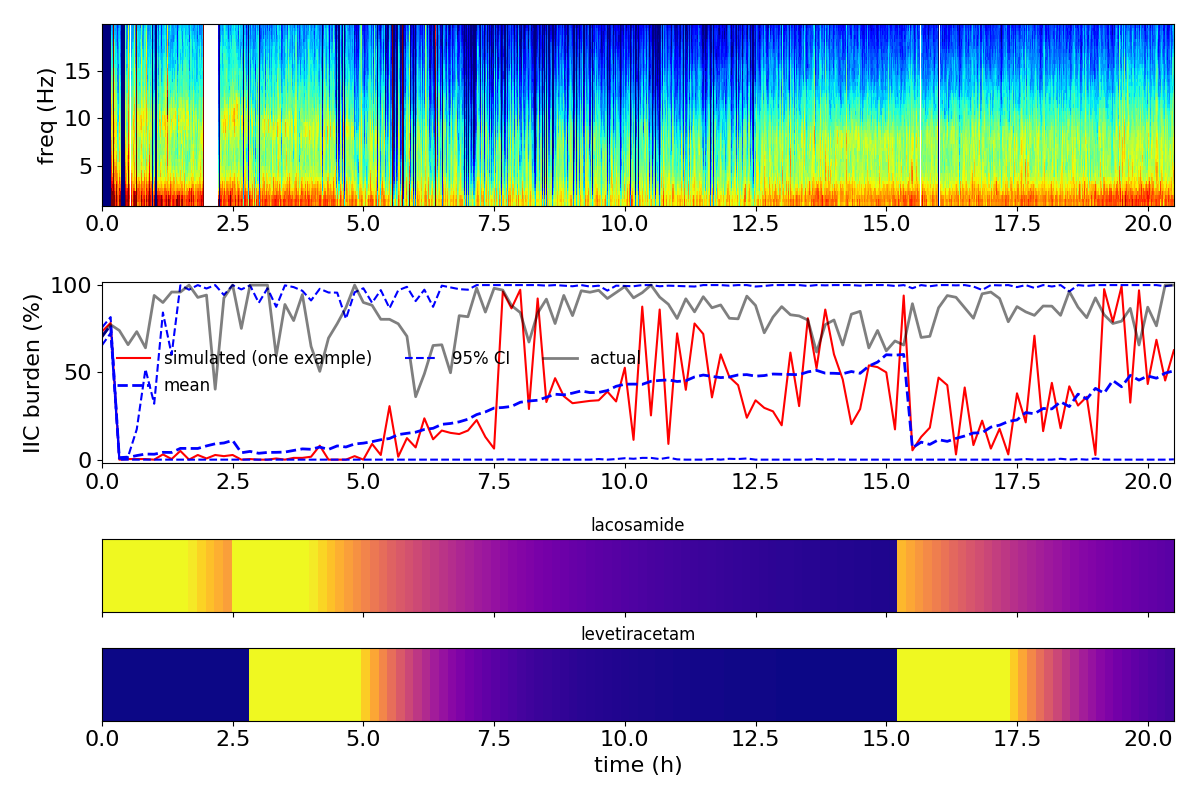 freq (Hz)
15
10
5
0.0 2.5 5.0 7.5 10.0 12.5 15.0 17.5 20.0
IIC burden (%)
100
50
0
simulated (one example) 95% CI actual
mean
0.0 2.5 5.0 7.5 10.0 12.5 15.0 17.5 20.0
lacosamide
levetiracetam
0.0 2.5 5.0 7.5 10.0 12.5 15.0 17.5 20.0
time (h)